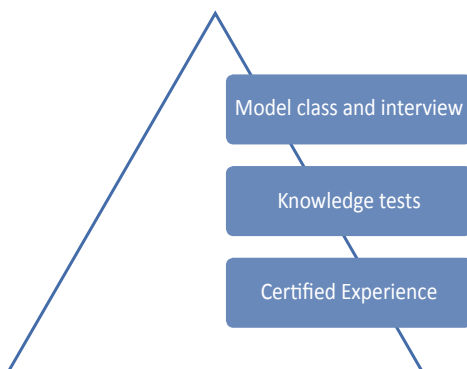 Model class and interview
Knowledge tests
Certified Experience